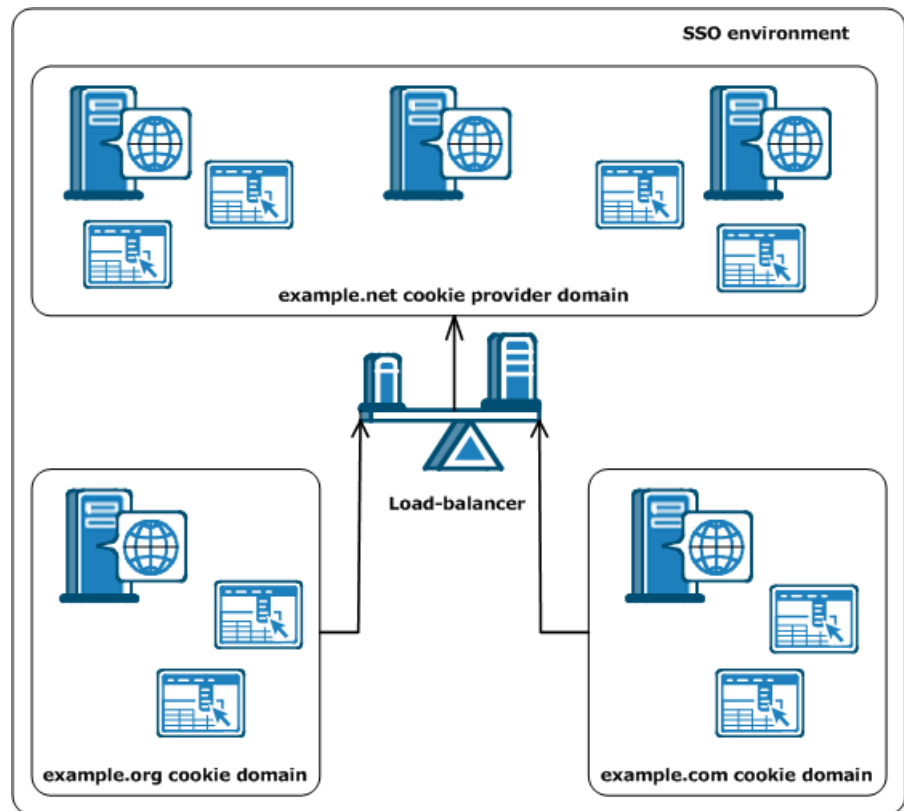 SSO environment
example.net cookie provider domain
Load-balancer
example.org cookie domain
example.com cookie domain